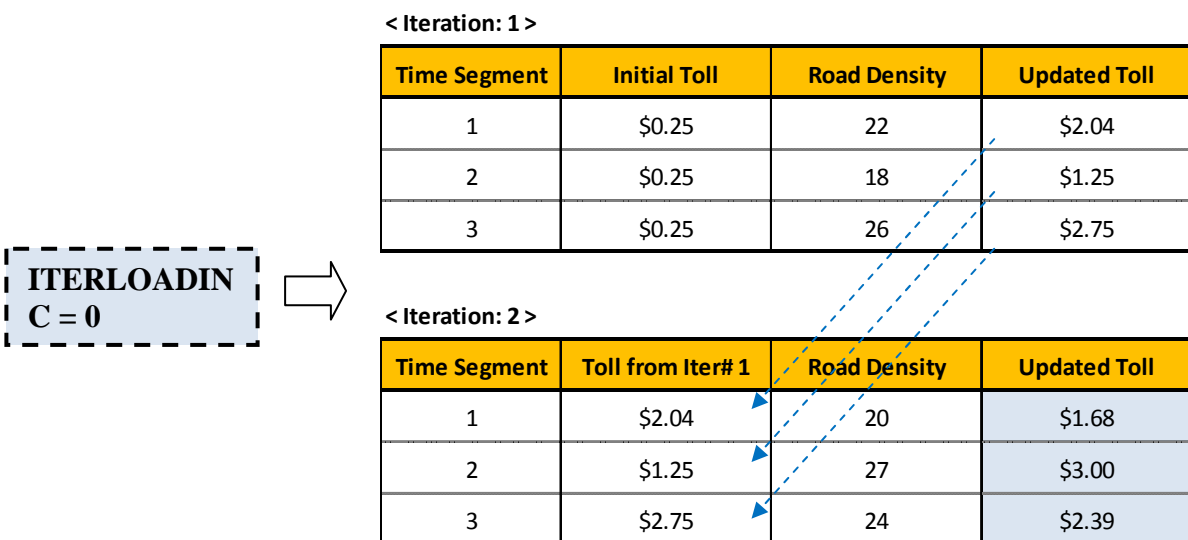 < Iteration: 1 >
Time Segment Initial Toll Road Density Updated Toll
1 $0.25 22 $2.04
2 $0.25 18 $1.25
3 $0.25 26 $2.75
ITERLOADIN
C = 0
< Iteration: 2 >
Time Segment Toll from Iter# 1 Road Density Updated Toll
1 $2.04 20 $1.68
2 $1.25 27 $3.00
3 $2.75 24 $2.39